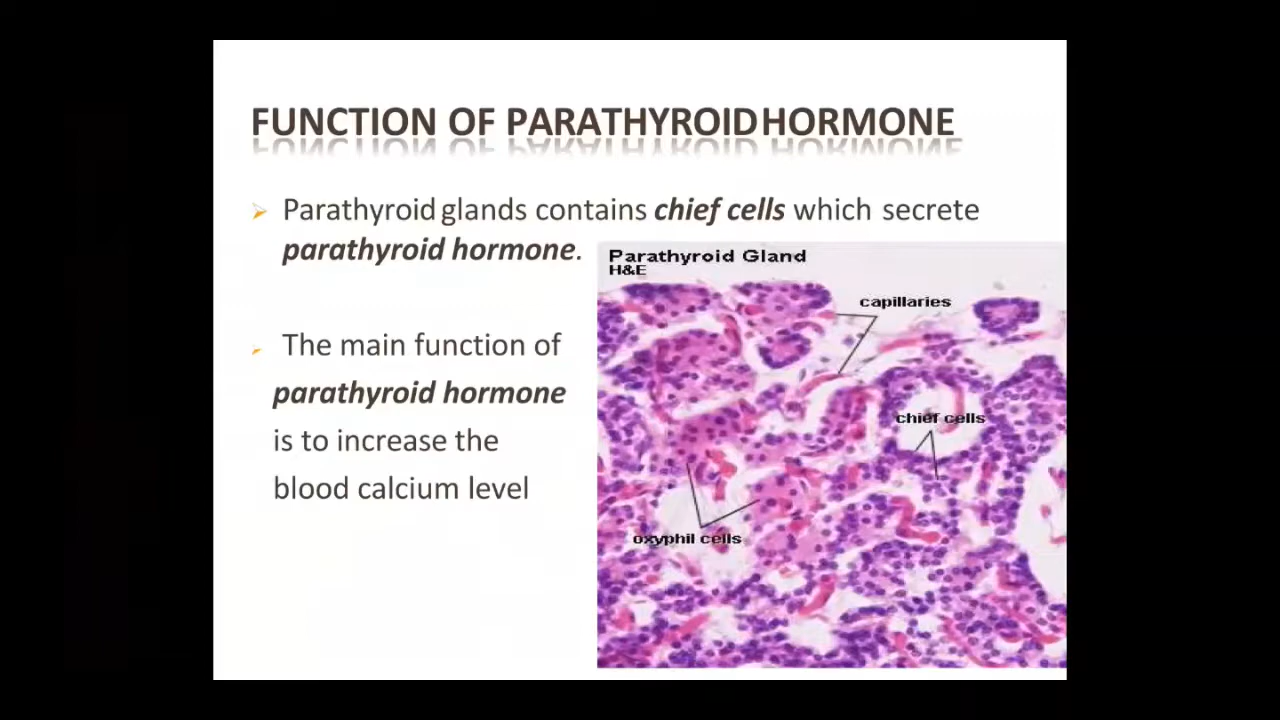 FUNCTION OF PARATHYROID HORMONE
Parathyroid glands contains chief cells which secrete
parathyroid hormone.
Parathyroid Gland
H&E
capillaries
The main function of
parathyroid hormone
chief cells
is to increase the
blood calcium level
oxyphil cells